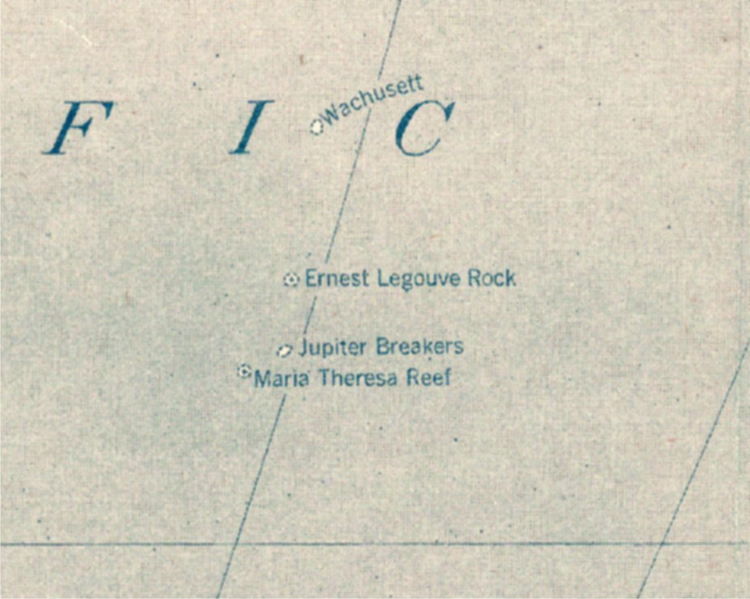 F I C
Wachusett
Ernest Legouve Rock
Jupiter Breakers
Maria Theresa Reef